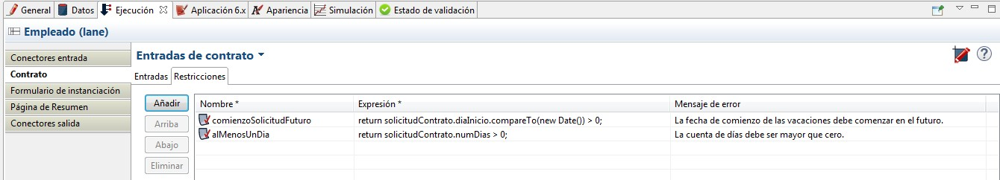 General Datos Ejecución Aplicación 6.x Apariencia Simulación Estado de validación
Empleado (lane)
Conectores entrada
Contrato
Formulario de instanciación
Página de Resumen
Conectores salida
Entradas de contrato
Entradas Restricciones
Añadir
Arriba
Abajo
Eliminar
Nombre * Expresión * Mensaje de error
comienzoSolicitudFuturo return solicitudContrato.diaInicio.compareTo(new Date()) > 0; La fecha de comienzo de las vacaciones debe comenzar en el futuro.
alMenosUnDia return solicitudContrato.numDias > 0; La cuenta de días debe ser mayor que cero.